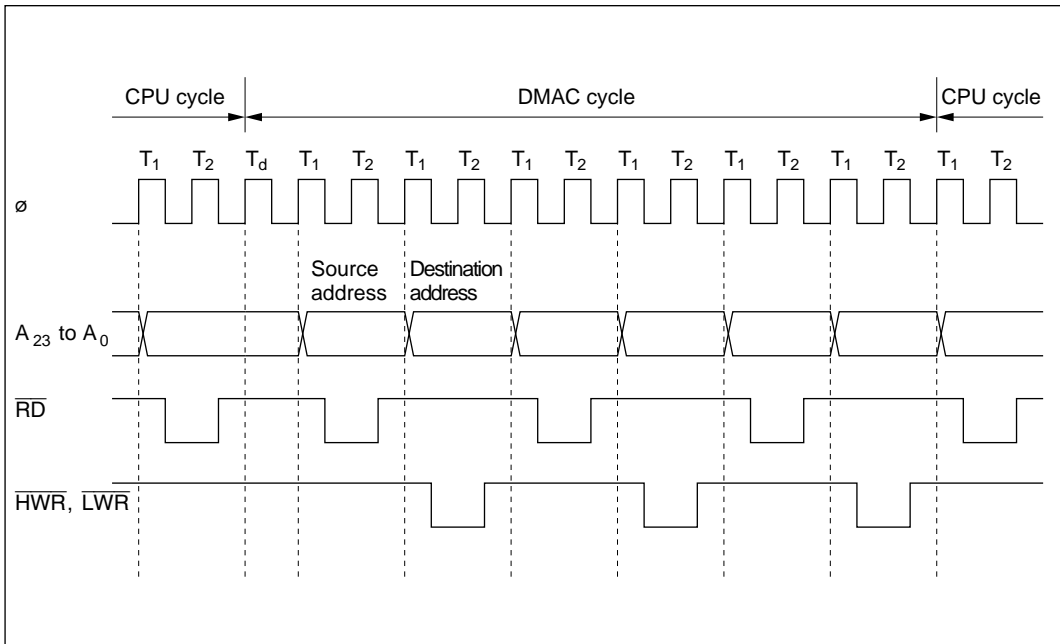 CPU cycle DMAC cycle CPU cycle
T1 T2 Td T1 T2 T1 T2 T1 T2 T1 T2 T1 T2 T1 T2 T1 T2
ø
Source address
Destination address
A23 to A0
RD
HWR, LWR